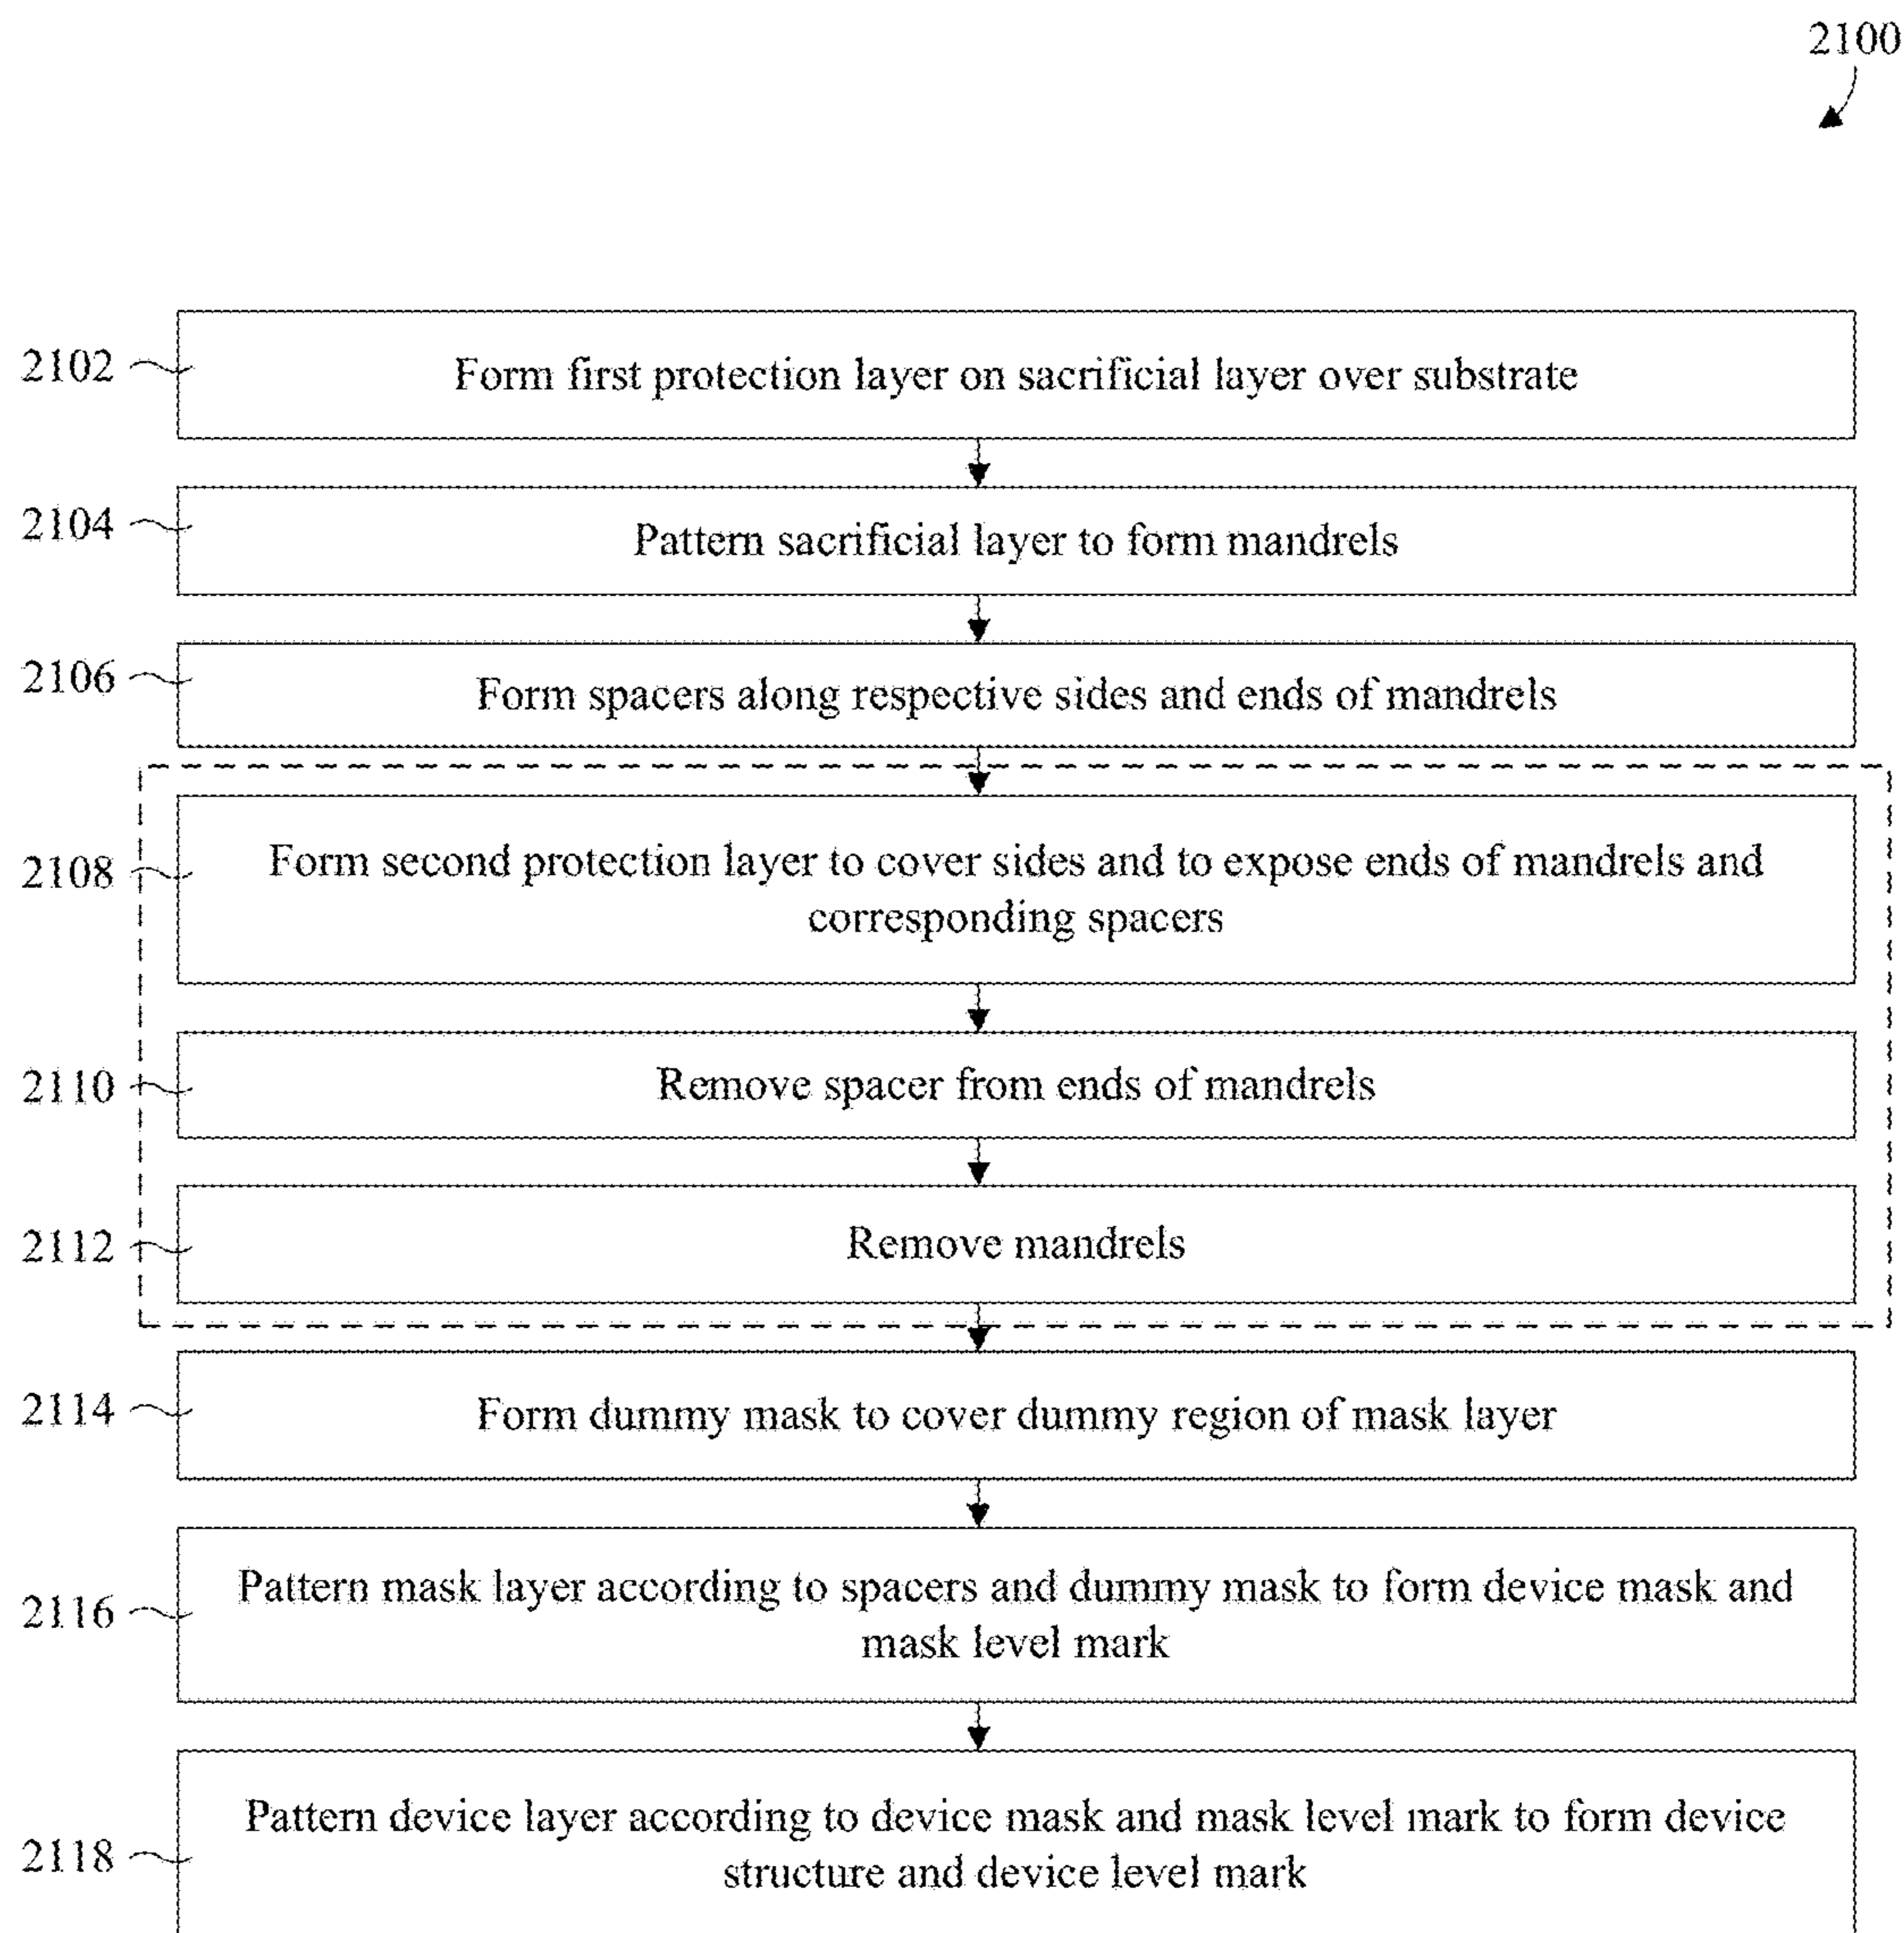 2100
2102
Form first protection layer on sacrificial layer over substrate
2104
Pattern sacrificial layer to form mandrels
2106
Form spacers along respective sides and ends of mandrels
2108
Form second protection layer to cover sides and to expose ends of mandrels and
corresponding spacers
2110
Remove spacer from ends of mandrels
2112
Remove mandrels
2114
Form dummy mask to cover dummy region of mask layer
2116
Pattern mask layer according to spacers and dummy mask to form device mask and
mask level mark
2118
Pattern device layer according to device mask and mask level mark to form device
structure and device level mark